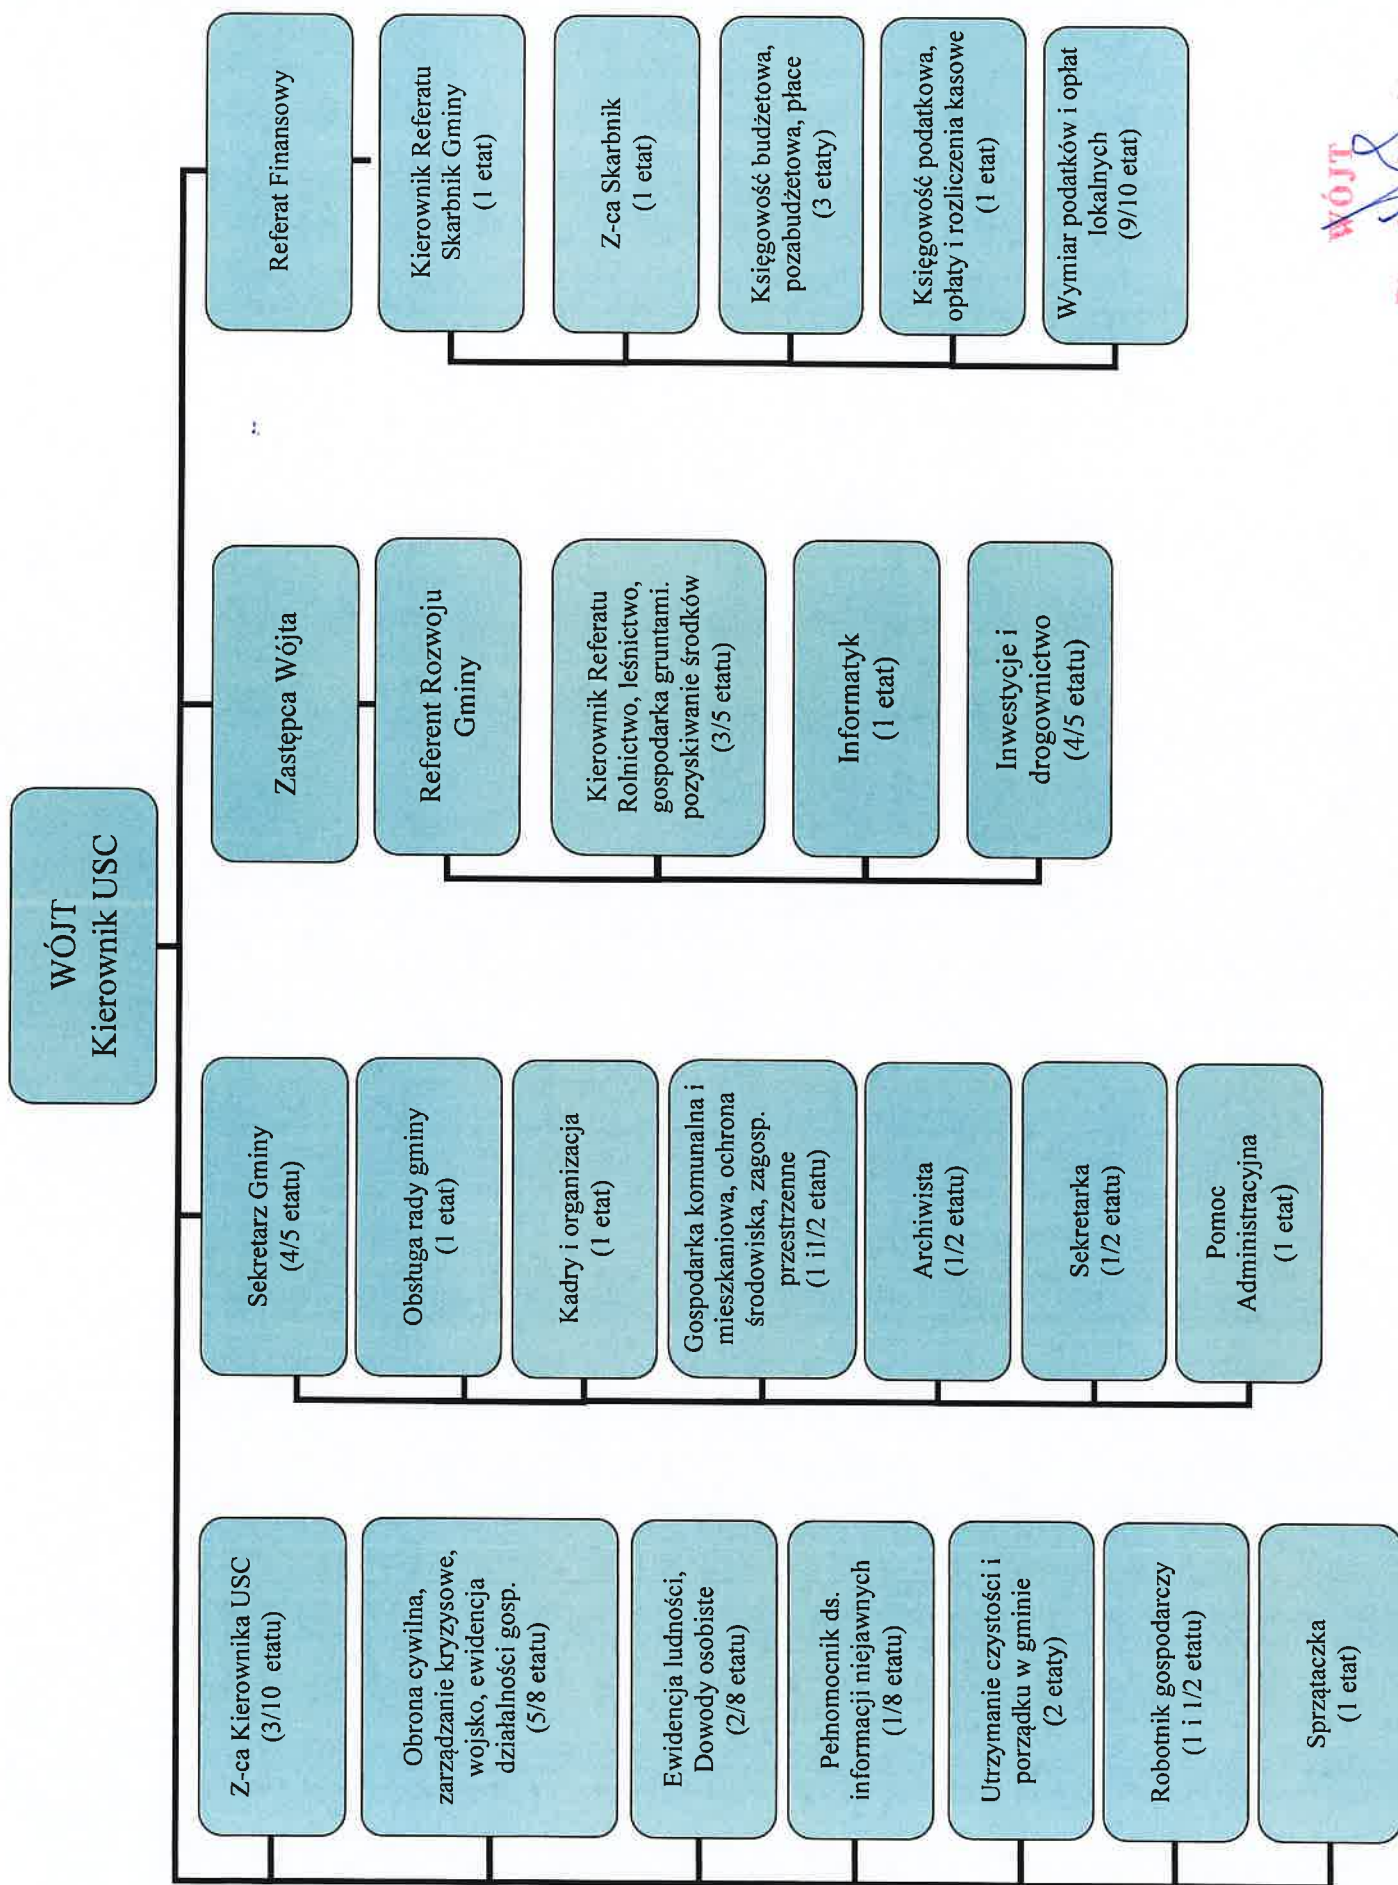 WÓJT
Kierownik USC
Z-ca Kierownika USC
(3/10 etatu)
Obrona cywilna,
zarządzanie kryzysowe,
wojsko, ewidencja
działalności gosp.
(5/8 etatu)
Ewidencja ludności,
Dowody osobiste
(2/8 etatu)
Pełnomocnik ds.
informacji niejawnych
(1/8 etatu)
Utrzymanie czystości i
porządku w gminie
(2 etaty)
Robotnik gospodarczy
(1 i 1/2 etatu)
Sprzątaczka
(1 etat)
Sekretarz Gminy
(4/5 etatu)
Obsługa rady gminy
(1 etat)
Kadry i organizacja
(1 etat)
Gospodarka komunalna i
mieszkaniowa, ochrona
środowiska, zagosp.
przestrzenne
(1 i1/2 etatu)
Archiwista
(1/2 etatu)
Sekretarka
(1/2 etatu)
Pomoc
Administracyjna
(1 etat)
Zastępca Wójta
Referent Rozwoju
Gminy
Kierownik Referatu
Rolnictwo, leśnictwo,
gospodarka gruntami.
pozyskiwanie środków
(3/5 etatu)
Informatyk
(1 etat)
Inwestycje i
drogownictwo
(4/5 etatu)
Referat Finansowy
Kierownik Referatu
Skarbnik Gminy
(1 etat)
Z-ca Skarbnik
(1 etat)
Księgowość budżetowa,
pozabudżetowa, płace
(3 etaty)
Księgowość podatkowa,
opłaty i rozliczenia kasowe
(1 etat)
Wymiar podatków i opłat
lokalnych
(9/10 etat)
WÓJT